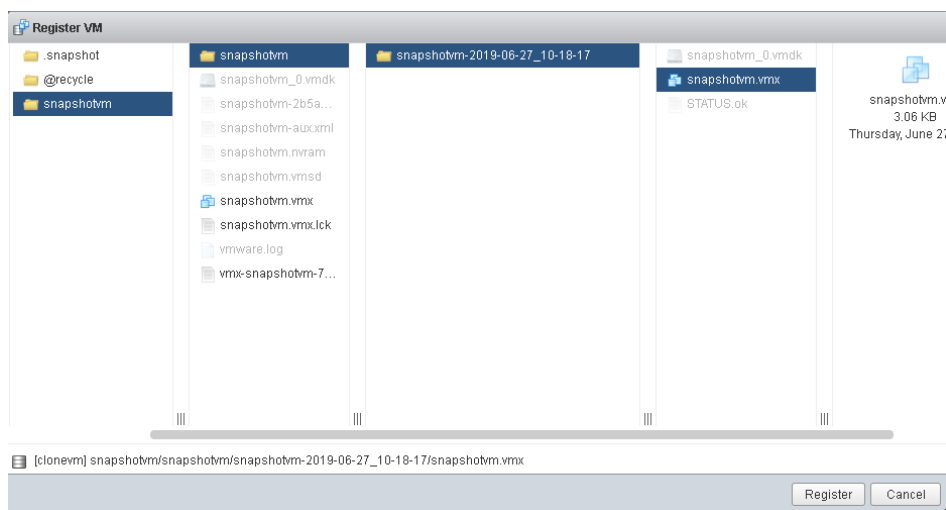 Register VM
.snapshot
@recycle
snapshotvm
snapshotvm
snapshotvm_0.vmdk
snapshotvm-2b5a...
snapshotvm-aux.xml
snapshotvm.nvram
snapshotvm.vmsd
snapshotvm.vmx
snapshotvm.vmx.lck
vmware.log
vmx-snapshotvm-7...
snapshotvm-2019-06-27_10-18-17
snapshotvm_0.vmdk
snapshotvm.vmx
STATUS.ok
snapshotvm.v
3.06 KB
Thursday, June 27
[clonevm] snapshotvm/snapshotvm/snapshotvm-2019-06-27_10-18-17/snapshotvm.vmx
Register
Cancel